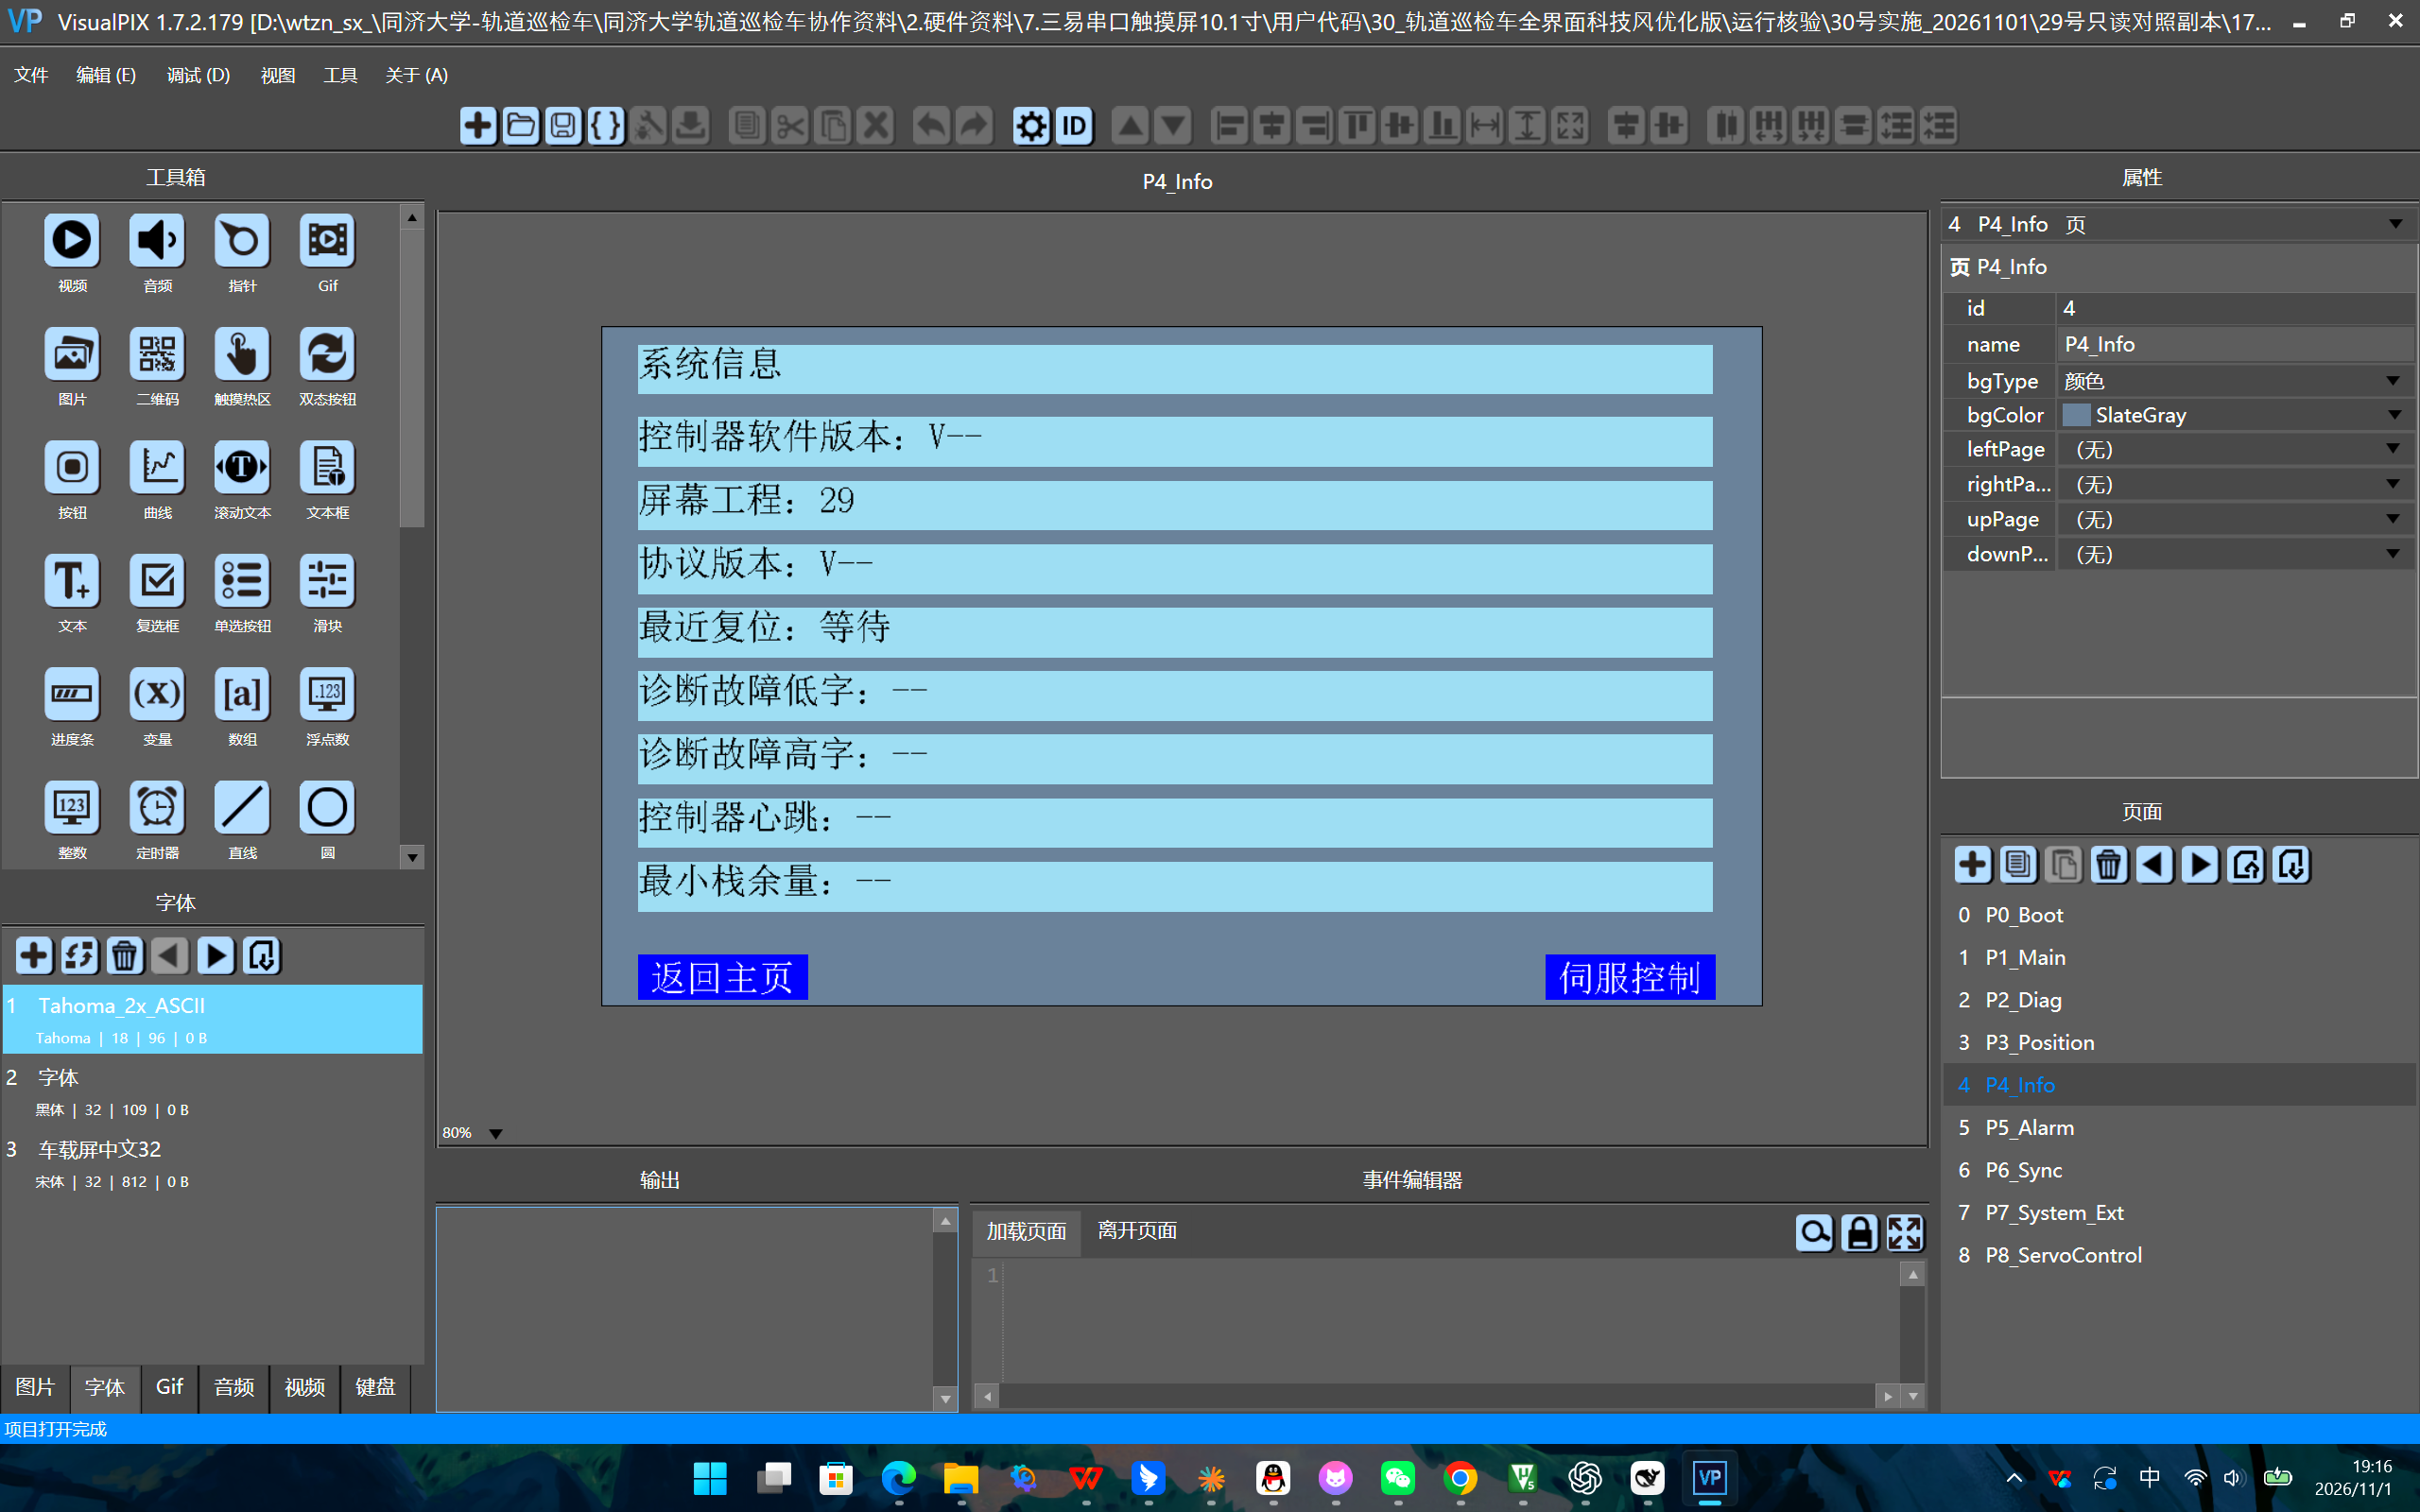 VP VisualPIX 1.7.2.179 [D:\wtzn_sx_\同济大学-轨道巡检车\同济大学轨道巡检车协作资料\2.硬件资料\7.三易串口触摸屏10.1寸\用户代码\30_轨道巡检车全界面科技风优化版\运行核验\30号实施_20261101\29号只读对照副本\17...
文件 编辑 (E) 调试 (D) 视图 工具 关于 (A)
{} ID
工具箱
视频 音频 指针 Gif
图片 二维码 触摸热区 双态按钮
按钮 曲线 滚动文本 文本框
文本 复选框 单选按钮 滑块
(x) [a] .123
进度条 变量 数组 浮点数
123
整数 定时器 直线 圆
字体
1 Tahoma_2x_ASCII
Tahoma | 18 | 96 | 0 B
2 字体
黑体 | 32 | 109 | 0 B
3 车载屏中文32
宋体 | 32 | 812 | 0 B
图片 字体 Gif 音频 视频 键盘
项目打开完成
P4_Info
系统信息
控制器软件版本：V--
屏幕工程：29
协议版本：V--
最近复位：等待
诊断故障低字：--
诊断故障高字：--
控制器心跳：--
最小栈余量：--
返回主页 伺服控制
80%
输出
事件编辑器
加载页面 离开页面
1
属性
4 P4_Info 页
页 P4_Info
id 4
name P4_Info
bgType 颜色
bgColor SlateGray
leftPage (无)
rightPa... (无)
upPage (无)
downP... (无)
页面
0 P0_Boot
1 P1_Main
2 P2_Diag
3 P3_Position
4 P4_Info
5 P5_Alarm
6 P6_Sync
7 P7_System_Ext
8 P8_ServoControl
VP
中
19:16
2026/11/1